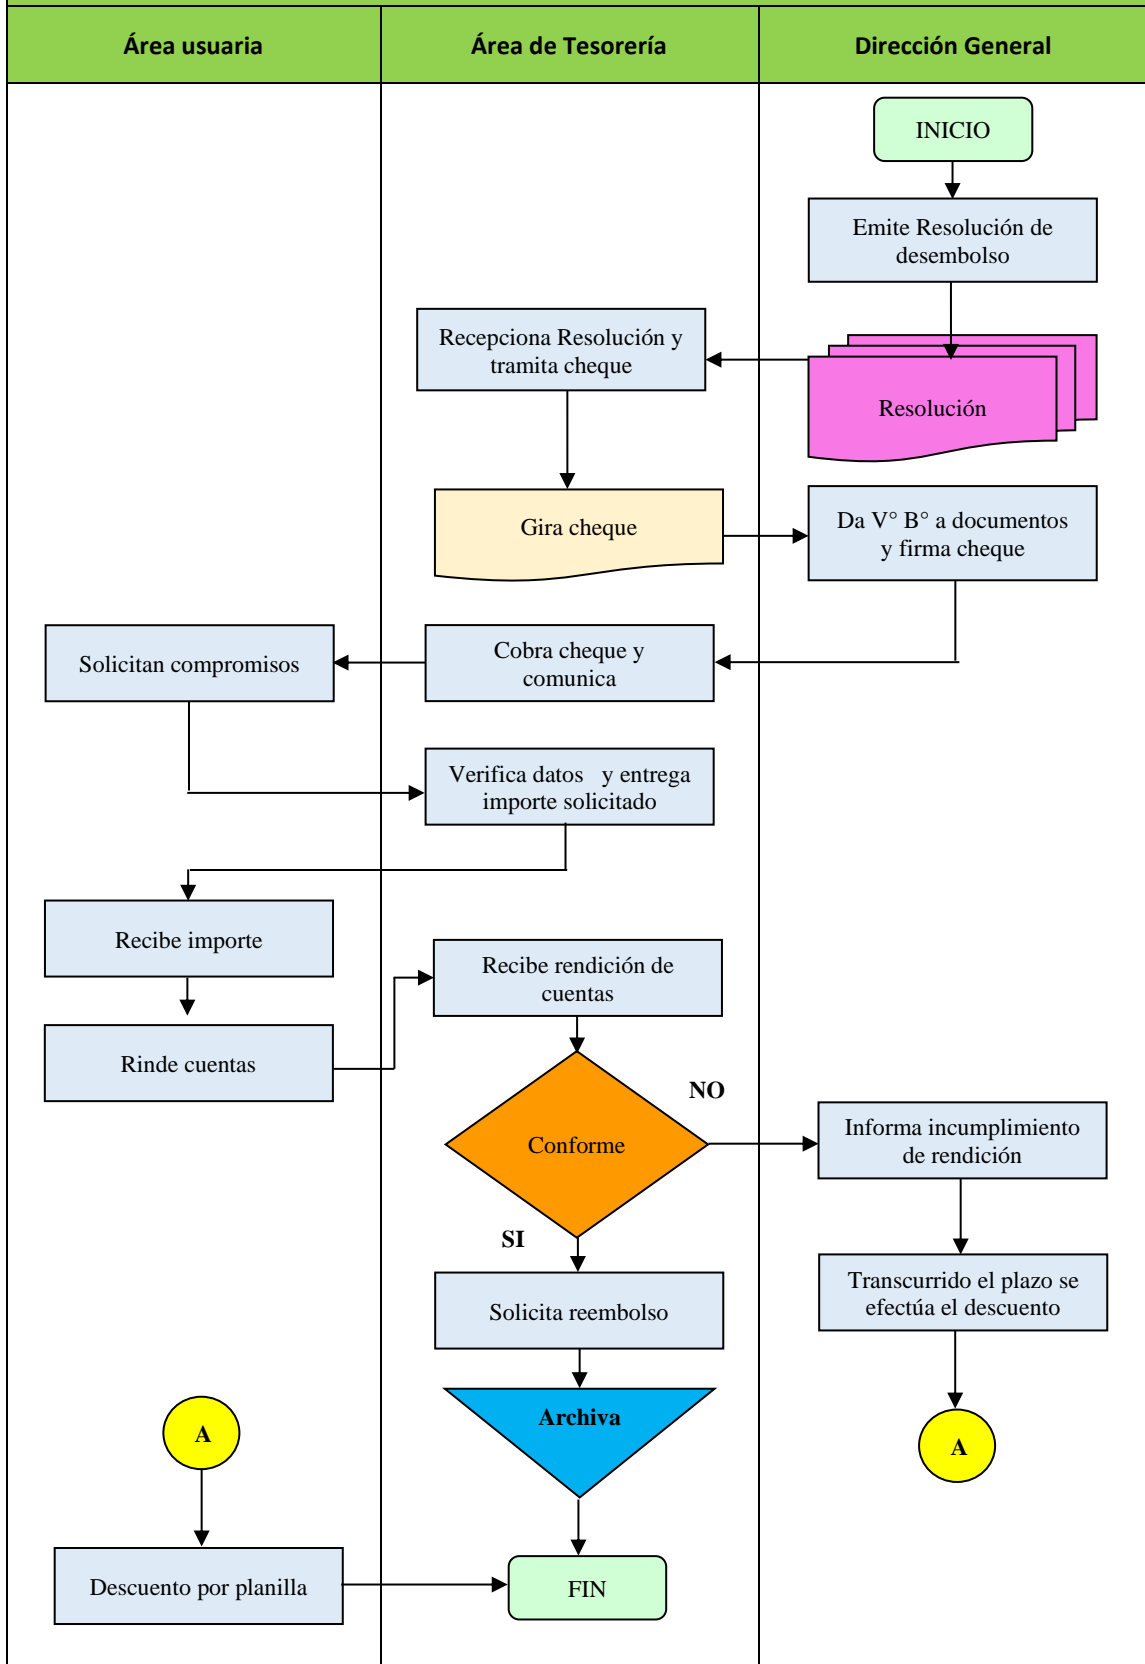 Área usuaria
Área de Tesorería
Dirección General
INICIO
Emite Resolución de
desembolso
Recepciona Resolución y
tramita cheque
Resolución
Gira cheque
Da V° B° a documentos
y firma cheque
Solicitan compromisos
Cobra cheque y
comunica
Verifica datos y entrega
importe solicitado
Recibe importe
Recibe rendición de
cuentas
Rinde cuentas
NO
Conforme
Informa incumplimiento
de rendición
SI
Solicita reembolso
Transcurrido el plazo se
efectúa el descuento
A
Archiva
A
Descuento por planilla
FIN